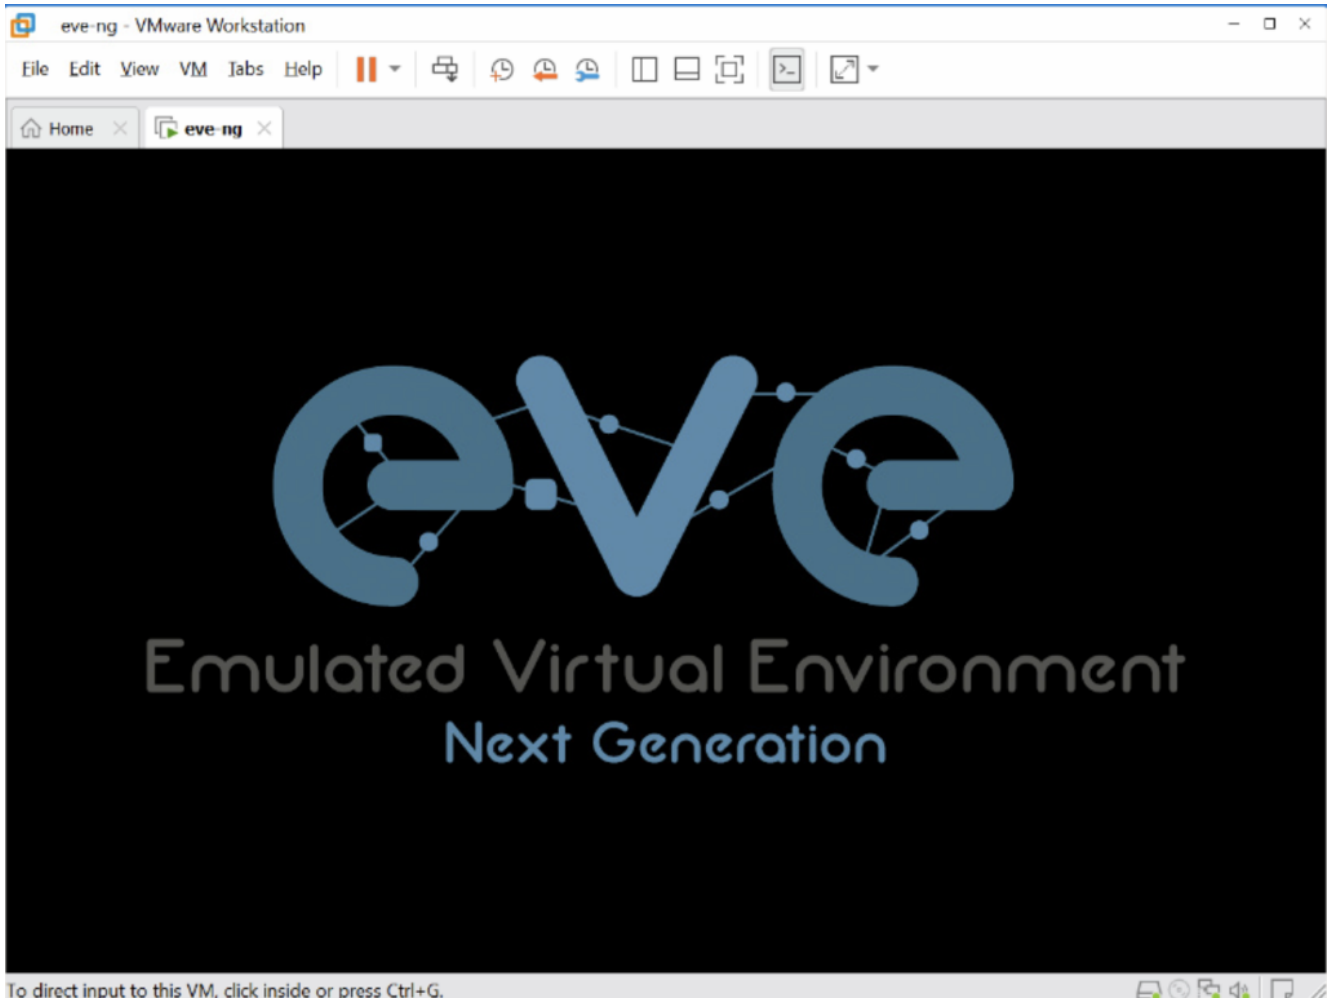 eve-ng - VMware Workstation
File Edit View VM Tabs Help
Home eve-ng
eve
Emulated Virtual Environment
Next Generation
To direct input to this VM, click inside or press Ctrl+G.